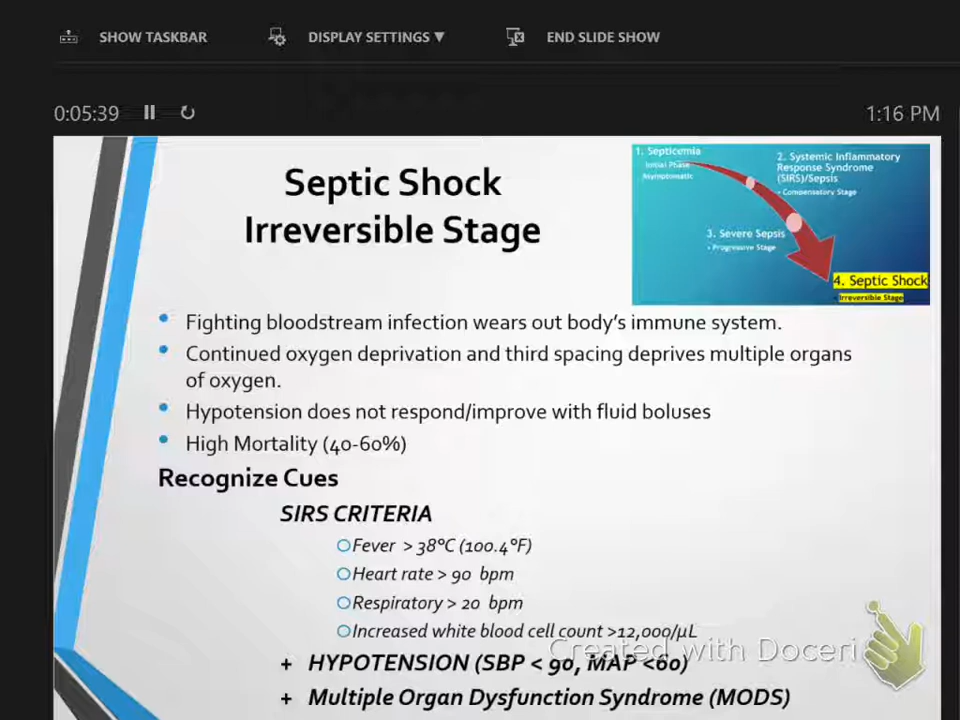 SHOW TASKBAR
DISPLAY SETTINGS ▼
END SLIDE SHOW
0:05:39
1:16 PM
Septic Shock
Irreversible Stage
1. Septicemia
Initial Phase
Asymptomatic
2. Systemic Inflammatory
Response Syndrome
(SIRS)/Sepsis
• Compensatory Stage
3. Severe Sepsis
• Progressive Stage
4. Septic Shock
• Irreversible Stage
• Fighting bloodstream infection wears out body's immune system.
• Continued oxygen deprivation and third spacing deprives multiple organs
of oxygen.
• Hypotension does not respond/improve with fluid boluses
• High Mortality (40-60%)
Recognize Cues
SIRS CRITERIA
○Fever > 38°C (100.4°F)
○Heart rate > 90 bpm
○Respiratory > 20 bpm
○Increased white blood cell count >12,000/µL
+ HYPOTENSION (SBP < 90, MAP <60)
+ Multiple Organ Dysfunction Syndrome (MODS)
Created with Doceri